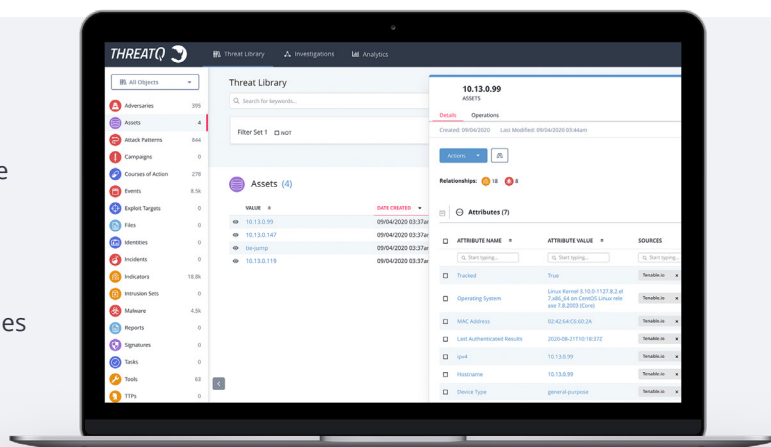 THREATQ
Threat Library Investigations Analytics
All Objects
Adversaries 395
Assets 4
Attack Patterns 844
Campaigns 0
Courses of Action 278
Events 8.5k
Exploit Targets 0
Files 0
Identities 0
Incidents 0
Indicators 18.8k
Intrusion Sets 0
Malware 4.5k
Reports 0
Signatures 0
Tasks 0
Tools 63
TTPs 0
Threat Library
Search for keywords...
Filter Set 1 NOT
Assets (4)
VALUE DATE CREATED
10.13.0.99 09/04/2020 03:37am
10.13.0.147 09/04/2020 03:37am
tie-jump 09/04/2020 03:37am
10.13.0.119 09/04/2020 03:37am
10.13.0.99
ASSETS
Details Operations
Created: 09/04/2020 Last Modified: 09/04/2020 03:44am
Actions
Relationships: 18 8
Attributes (7)
ATTRIBUTE NAME ATTRIBUTE VALUE SOURCES
Start typing... Start typing... Start typing...
Tracked True Tenable.io x
Operating System Linux Kernel 3.10.0-1127.8.2.el
7.x86_64 on CentOS Linux rele
ase 7.8.2003 (Core) Tenable.io x
MAC Address 02:42:64:C6:60:2A Tenable.io x
Last Authenticated Results 2020-08-21T10:18:37Z Tenable.io x
ipv4 10.13.0.99 Tenable.io x
Hostname 10.13.0.99 Tenable.io x
Device Type general-purpose Tenable.io x
e
es